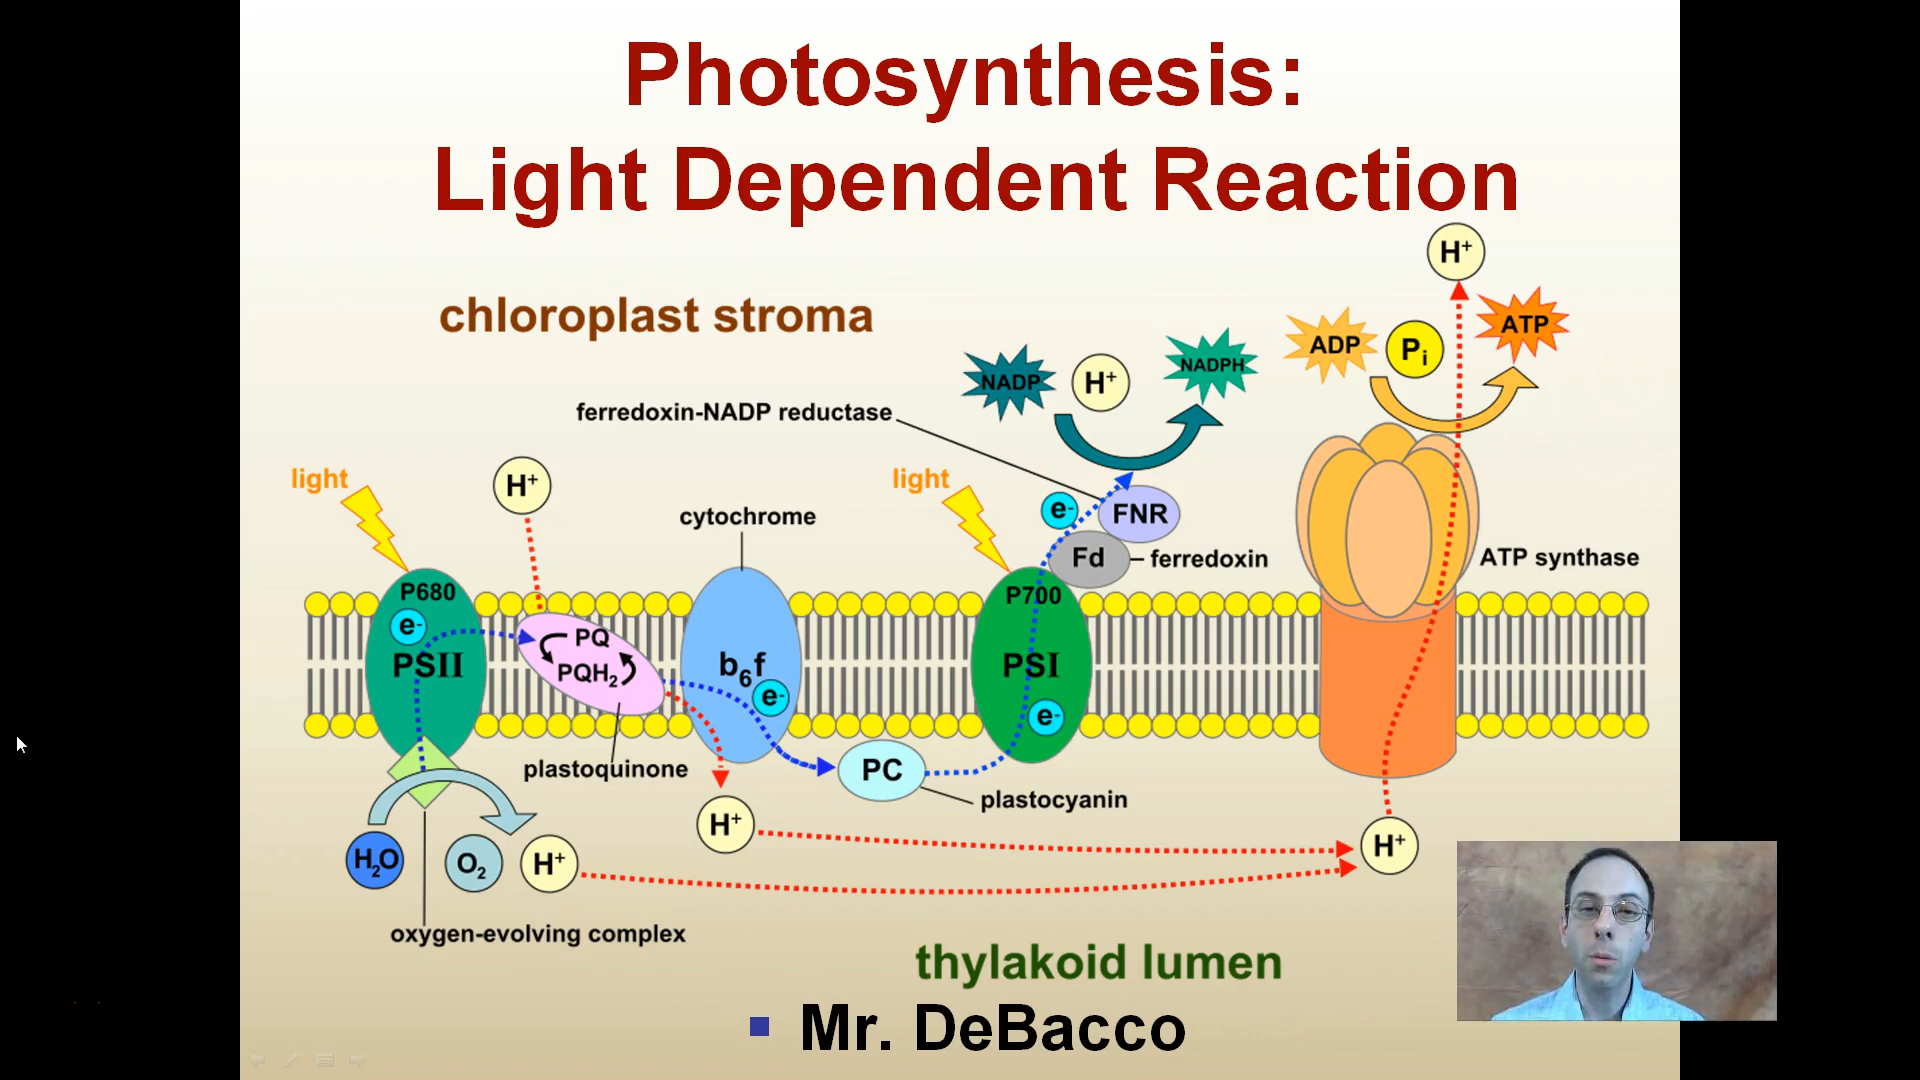 Photosynthesis:
Light Dependent Reaction
H⁺
chloroplast stroma
ADP
Pᵢ
ATP
NADP
H⁺
NADPH
ferredoxin-NADP reductase
light
H⁺
light
cytochrome
e⁻
FNR
Fd
ferredoxin
ATP synthase
P680
e⁻
PSII
PQ
PQH₂
b₆f
e⁻
P700
PSI
e⁻
plastoquinone
PC
plastocyanin
H⁺
H⁺
H₂O
O₂
H⁺
oxygen-evolving complex
thylakoid lumen
Mr. DeBacco